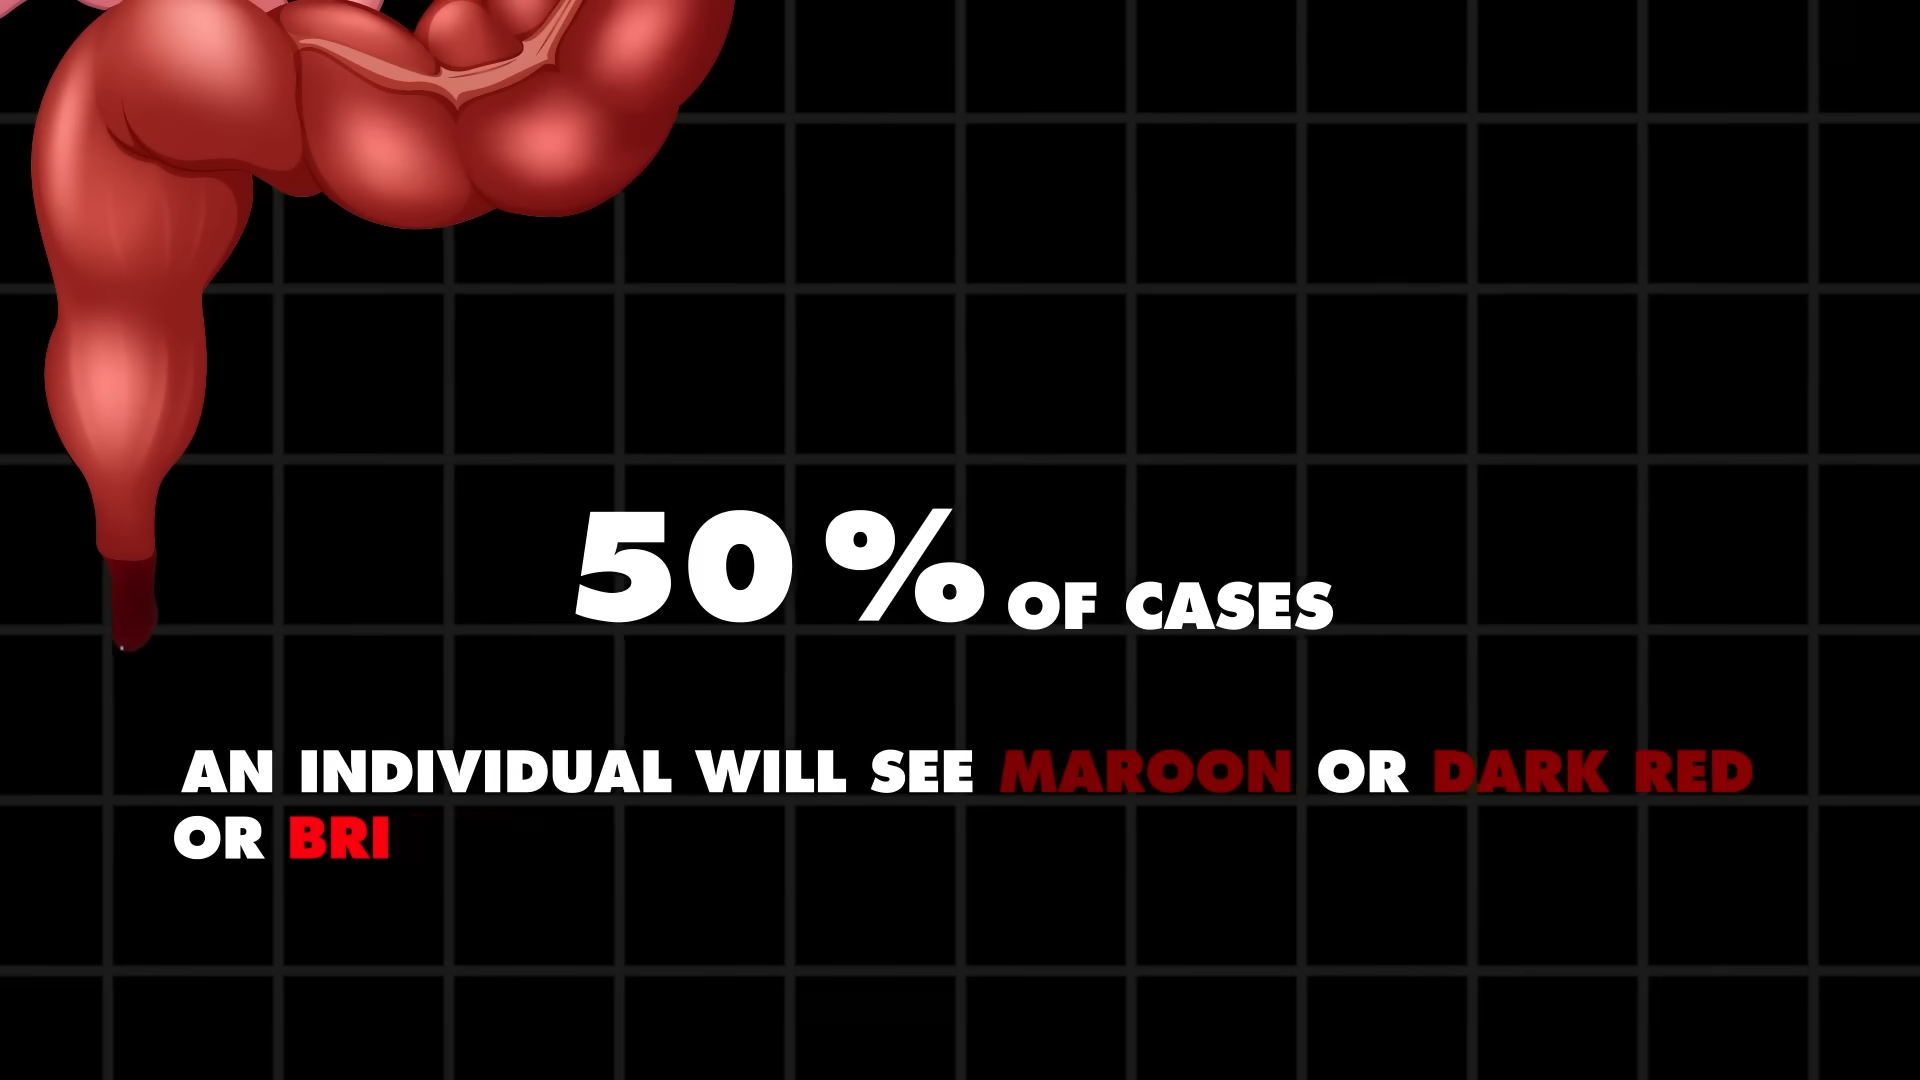 50% OF CASES
AN INDIVIDUAL WILL SEE MAROON OR DARK RED
OR BRI